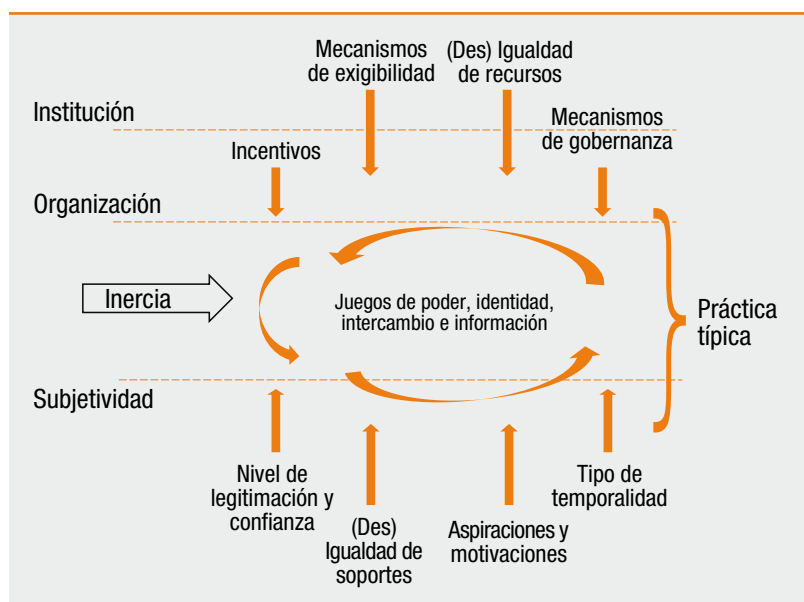 Mecanismos
de exigibilidad
(Des) Igualdad
de recursos
Institución
Incentivos
Mecanismos
de gobernanza
Organización
Inercia
Juegos de poder, identidad,
intercambio e información
Práctica
típica
Subjetividad
Nivel de
legitimación y
confianza
(Des)
Igualdad de
soportes
Aspiraciones y
motivaciones
Tipo de
temporalidad